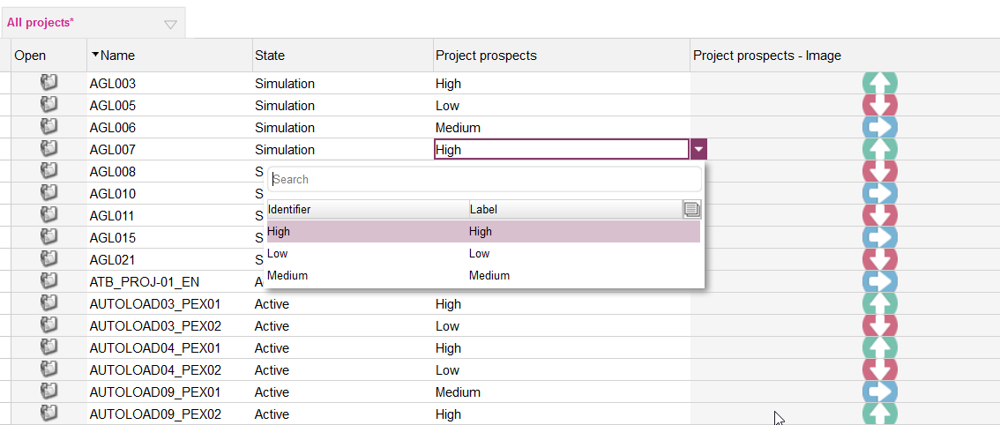 All projects*
Open Name State Project prospects Project prospects - Image
AGL003 Simulation High
AGL005 Simulation Low
AGL006 Simulation Medium
AGL007 Simulation High
AGL008 S
Search
AGL010 S
AGL011 S
Identifier Label
AGL015 S
High High
AGL021 S
Low Low
ATB_PROJ-01_EN A
Medium Medium
AUTOLOAD03_PEX01 Active High
AUTOLOAD03_PEX02 Active Low
AUTOLOAD04_PEX01 Active High
AUTOLOAD04_PEX02 Active Low
AUTOLOAD09_PEX01 Active Medium
AUTOLOAD09_PEX02 Active High